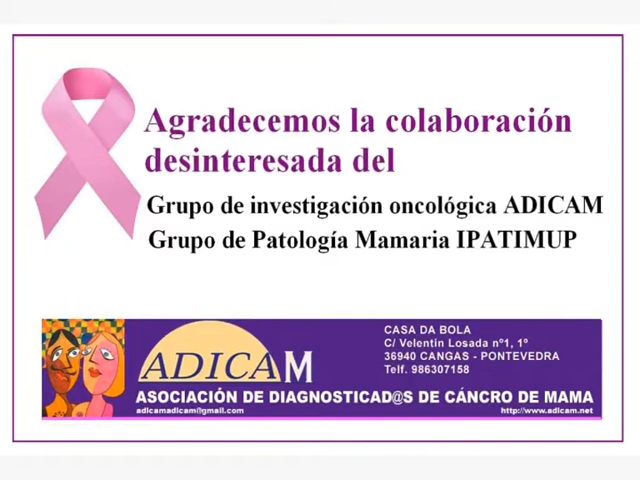 Agradecemos la colaboración
desinteresada del
Grupo de investigación oncológica ADICAM
Grupo de Patología Mamaria IPATIMUP
ADICAM
CASA DA BOLA
C/ Velentin Losada nº1, 1º
36940 CANGAS - PONTEVEDRA
Telf. 986307158
ASOCIACIÓN DE DIAGNOSTICAD@S DE CÁNCRO DE MAMA
adicamadicam@gmail.com
http://www.adicam.net